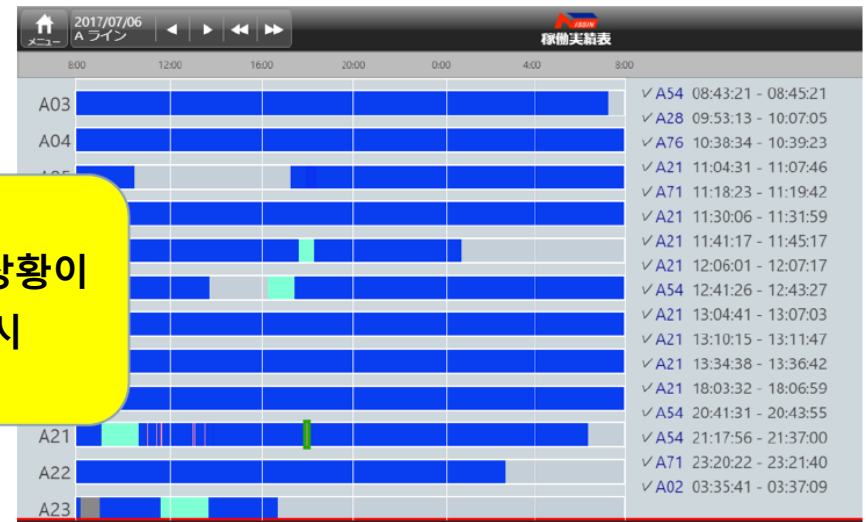 2017/07/06
A ライン
メニュー
NISSIN
稼働実績表
8:00 12:00 16:00 20:00 0:00 4:00 8:00
A03
A04
A21
A22
A23
상황이
시
A54 08:43:21 - 08:45:21
A28 09:53:13 - 10:07:05
A76 10:38:34 - 10:39:23
A21 11:04:31 - 11:07:46
A71 11:18:23 - 11:19:42
A21 11:30:06 - 11:31:59
A21 11:41:17 - 11:45:17
A21 12:06:01 - 12:07:17
A54 12:41:26 - 12:43:27
A21 13:04:41 - 13:07:03
A21 13:10:15 - 13:11:47
A21 13:34:38 - 13:36:42
A21 18:03:32 - 18:06:59
A54 20:41:31 - 20:43:55
A54 21:17:56 - 21:37:00
A71 23:20:22 - 23:21:40
A02 03:35:41 - 03:37:09